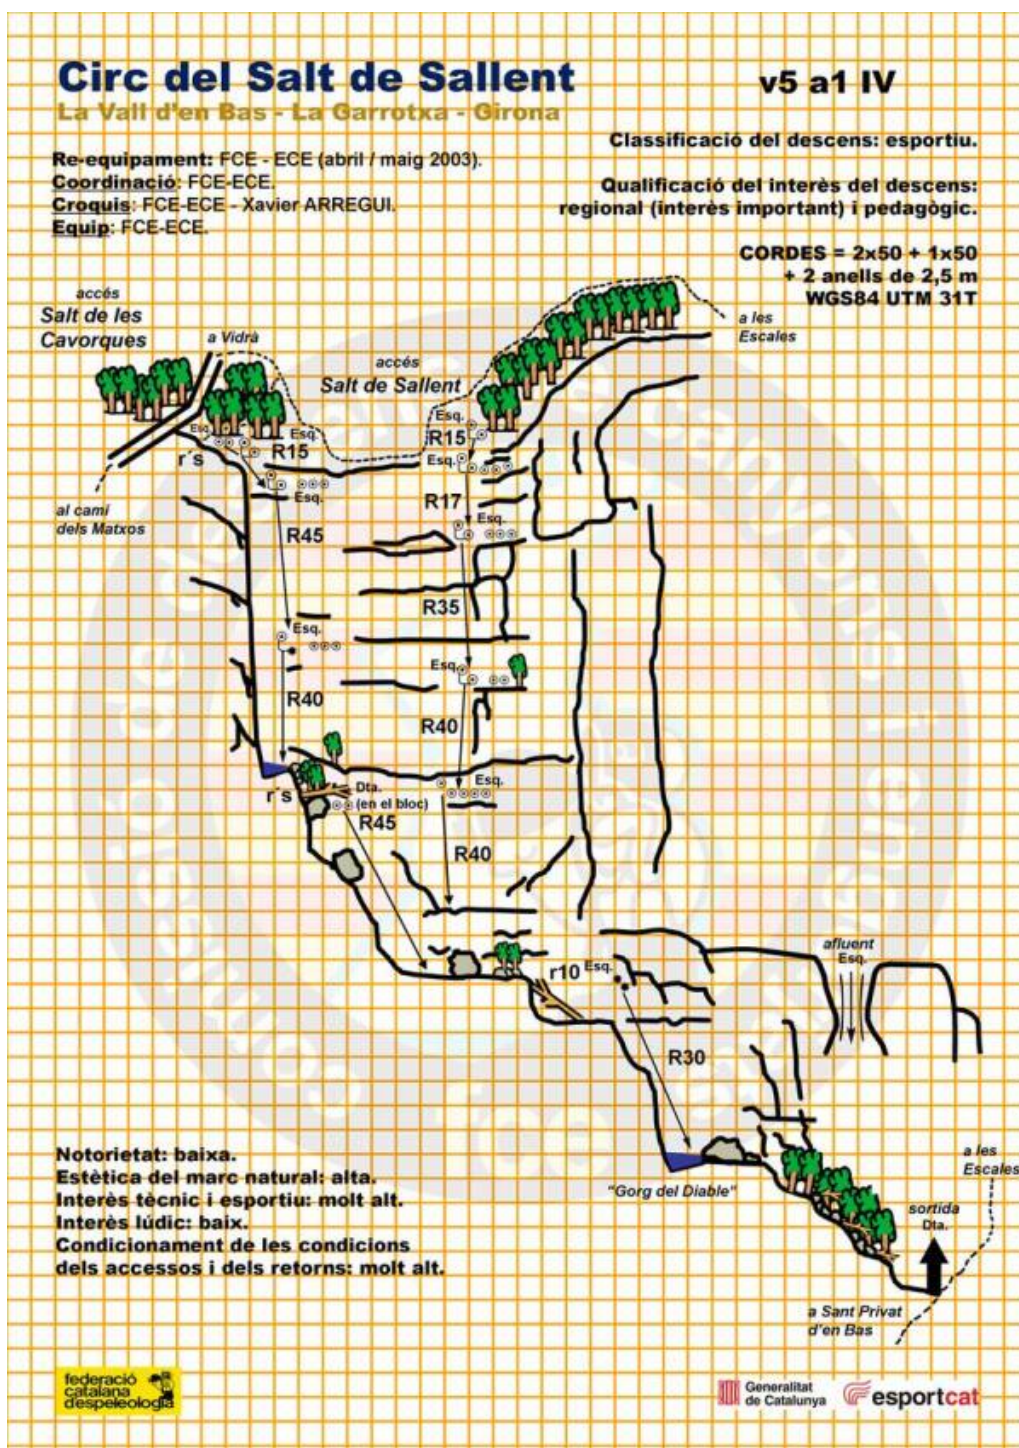 Circ del Salt de Sallent
v5 a1 IV
La Vall d'en Bas - La Garrotxa - Girona
Classificació del descens: esportiu.
Re-equipament: FCE - ECE (abril / maig 2003).
Coordinació: FCE-ECE.
Croquis: FCE-ECE - Xavier ARREGUI.
Equip: FCE-ECE.
Qualificació del interès del descens:
regional (interès important) i pedagògic.
CORDES = 2x50 + 1x50
+ 2 anells de 2,5 m
WGS84 UTM 31T
accés
Salt de les
Cavorques
a Vidrà
accés
Salt de Sallent
a les
Escales
Esq.
Esq.
R15
r´s
Esq.
Esq.
R15
Esq.
R17
al camí
dels Matxos
R45
Esq.
R35
Esq.
Esq.
R40
R40
r´s
Dta.
(en el bloc)
Esq.
R45
R40
afluent
Esq.
r10
Esq.
R30
"Gorg del Diable"
a les
Escales
sortida
Dta.
a Sant Privat
d'en Bas
Notorietat: baixa.
Estètica del marc natural: alta.
Interès tècnic i esportiu: molt alt.
Interès lúdic: baix.
Condicionament de les condicions
dels accessos i dels retorns: molt alt.
federació
catalana
d'espeleologia
Generalitat
de Catalunya
esportcat